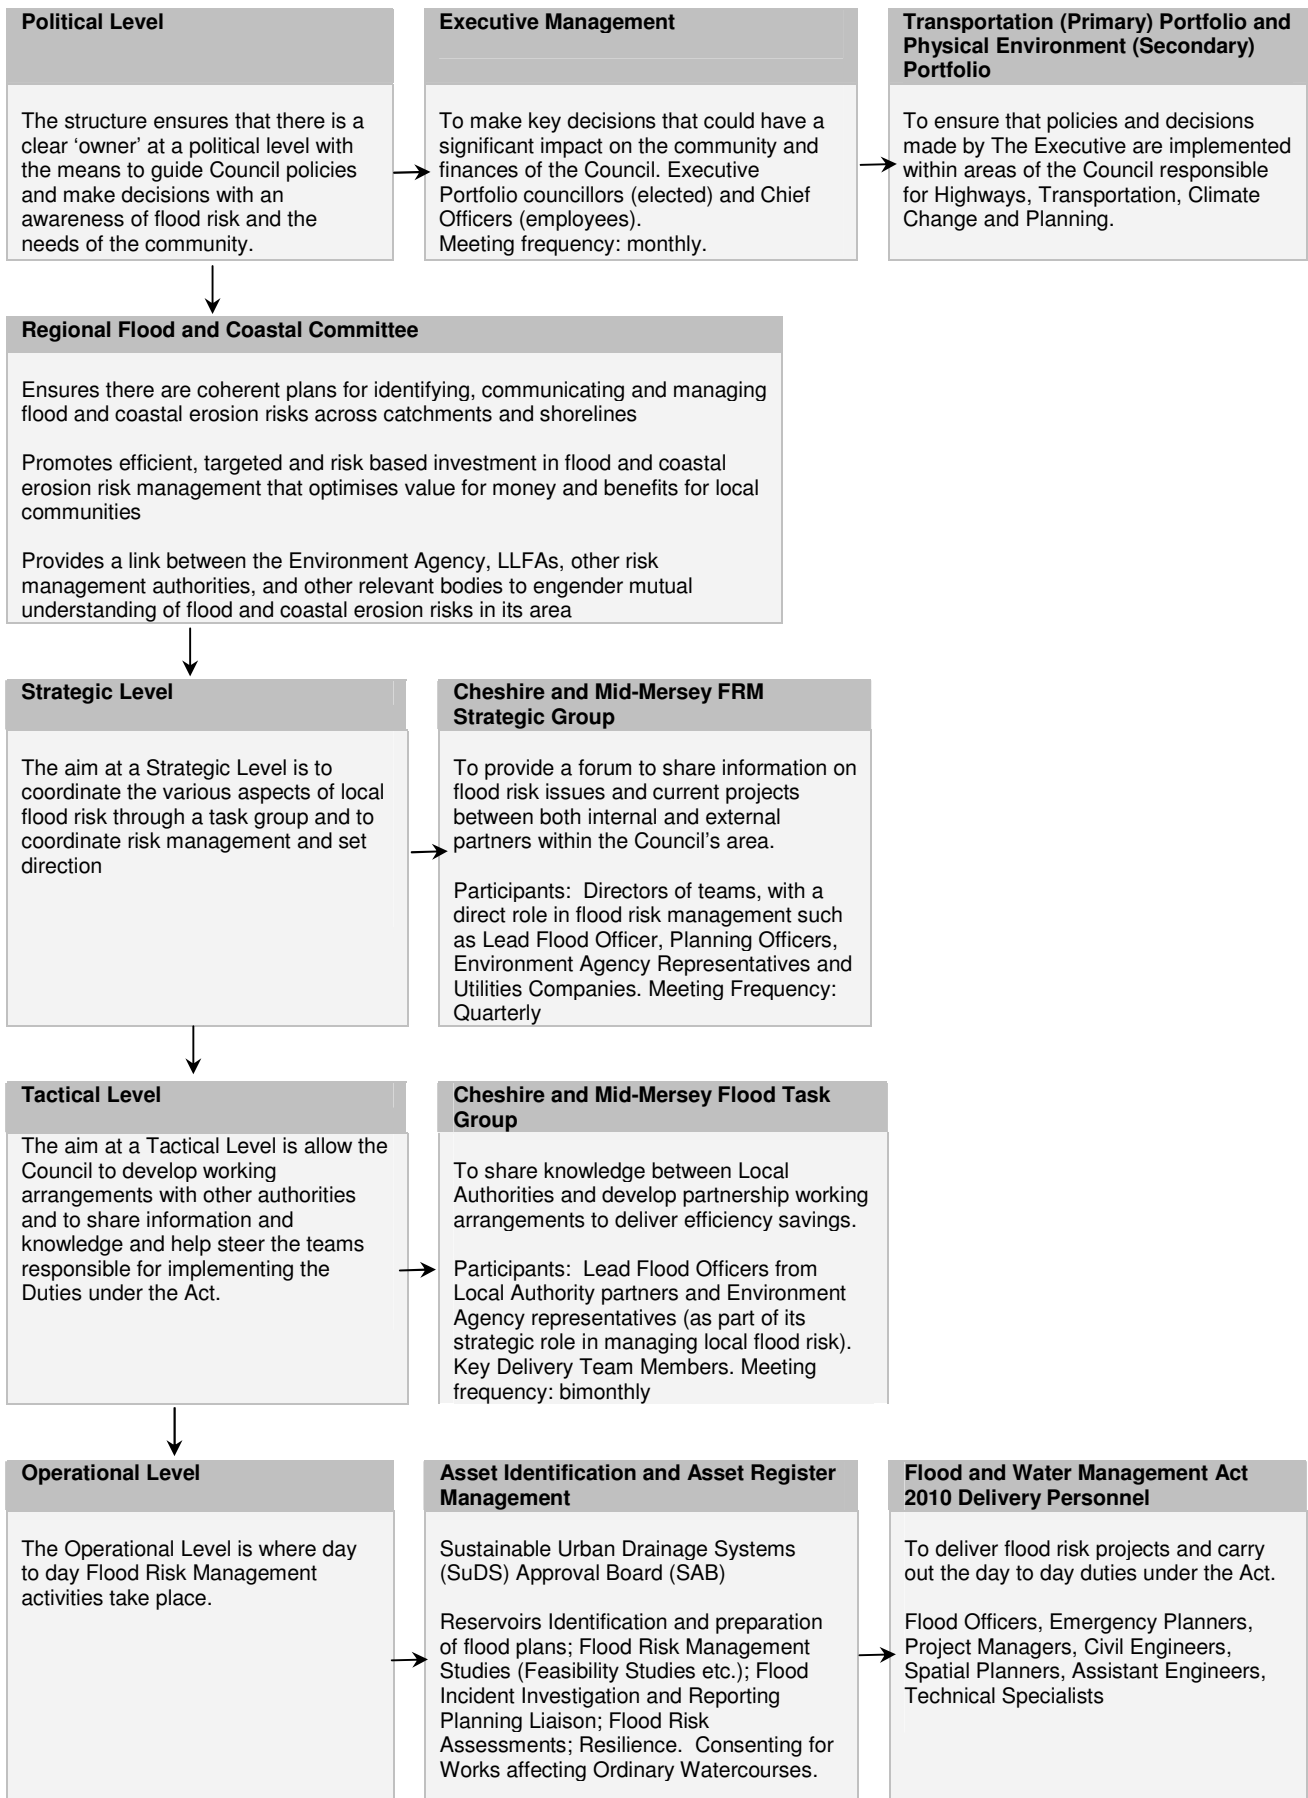 Political Level
The structure ensures that there is a
clear ‘owner’ at a political level with
the means to guide Council policies
and make decisions with an
awareness of flood risk and the
needs of the community.
Executive Management
To make key decisions that could have a
significant impact on the community and
finances of the Council. Executive
Portfolio councillors (elected) and Chief
Officers (employees).
Meeting frequency: monthly.
Transportation (Primary) Portfolio and
Physical Environment (Secondary)
Portfolio
To ensure that policies and decisions
made by The Executive are implemented
within areas of the Council responsible
for Highways, Transportation, Climate
Change and Planning.
Regional Flood and Coastal Committee
Ensures there are coherent plans for identifying, communicating and managing
flood and coastal erosion risks across catchments and shorelines
Promotes efficient, targeted and risk based investment in flood and coastal
erosion risk management that optimises value for money and benefits for local
communities
Provides a link between the Environment Agency, LLFAs, other risk
management authorities, and other relevant bodies to engender mutual
understanding of flood and coastal erosion risks in its area
Strategic Level
The aim at a Strategic Level is to
coordinate the various aspects of local
flood risk through a task group and to
coordinate risk management and set
direction
Cheshire and Mid-Mersey FRM
Strategic Group
To provide a forum to share information on
flood risk issues and current projects
between both internal and external
partners within the Council’s area.
Participants: Directors of teams, with a
direct role in flood risk management such
as Lead Flood Officer, Planning Officers,
Environment Agency Representatives and
Utilities Companies. Meeting Frequency:
Quarterly
Tactical Level
The aim at a Tactical Level is allow the
Council to develop working
arrangements with other authorities
and to share information and
knowledge and help steer the teams
responsible for implementing the
Duties under the Act.
Cheshire and Mid-Mersey Flood Task
Group
To share knowledge between Local
Authorities and develop partnership working
arrangements to deliver efficiency savings.
Participants: Lead Flood Officers from
Local Authority partners and Environment
Agency representatives (as part of its
strategic role in managing local flood risk).
Key Delivery Team Members. Meeting
frequency: bimonthly
Operational Level
The Operational Level is where day
to day Flood Risk Management
activities take place.
Asset Identification and Asset Register
Management
Sustainable Urban Drainage Systems
(SuDS) Approval Board (SAB)
Reservoirs Identification and preparation
of flood plans; Flood Risk Management
Studies (Feasibility Studies etc.); Flood
Incident Investigation and Reporting
Planning Liaison; Flood Risk
Assessments; Resilience. Consenting for
Works affecting Ordinary Watercourses.
Flood and Water Management Act
2010 Delivery Personnel
To deliver flood risk projects and carry
out the day to day duties under the Act.
Flood Officers, Emergency Planners,
Project Managers, Civil Engineers,
Spatial Planners, Assistant Engineers,
Technical Specialists